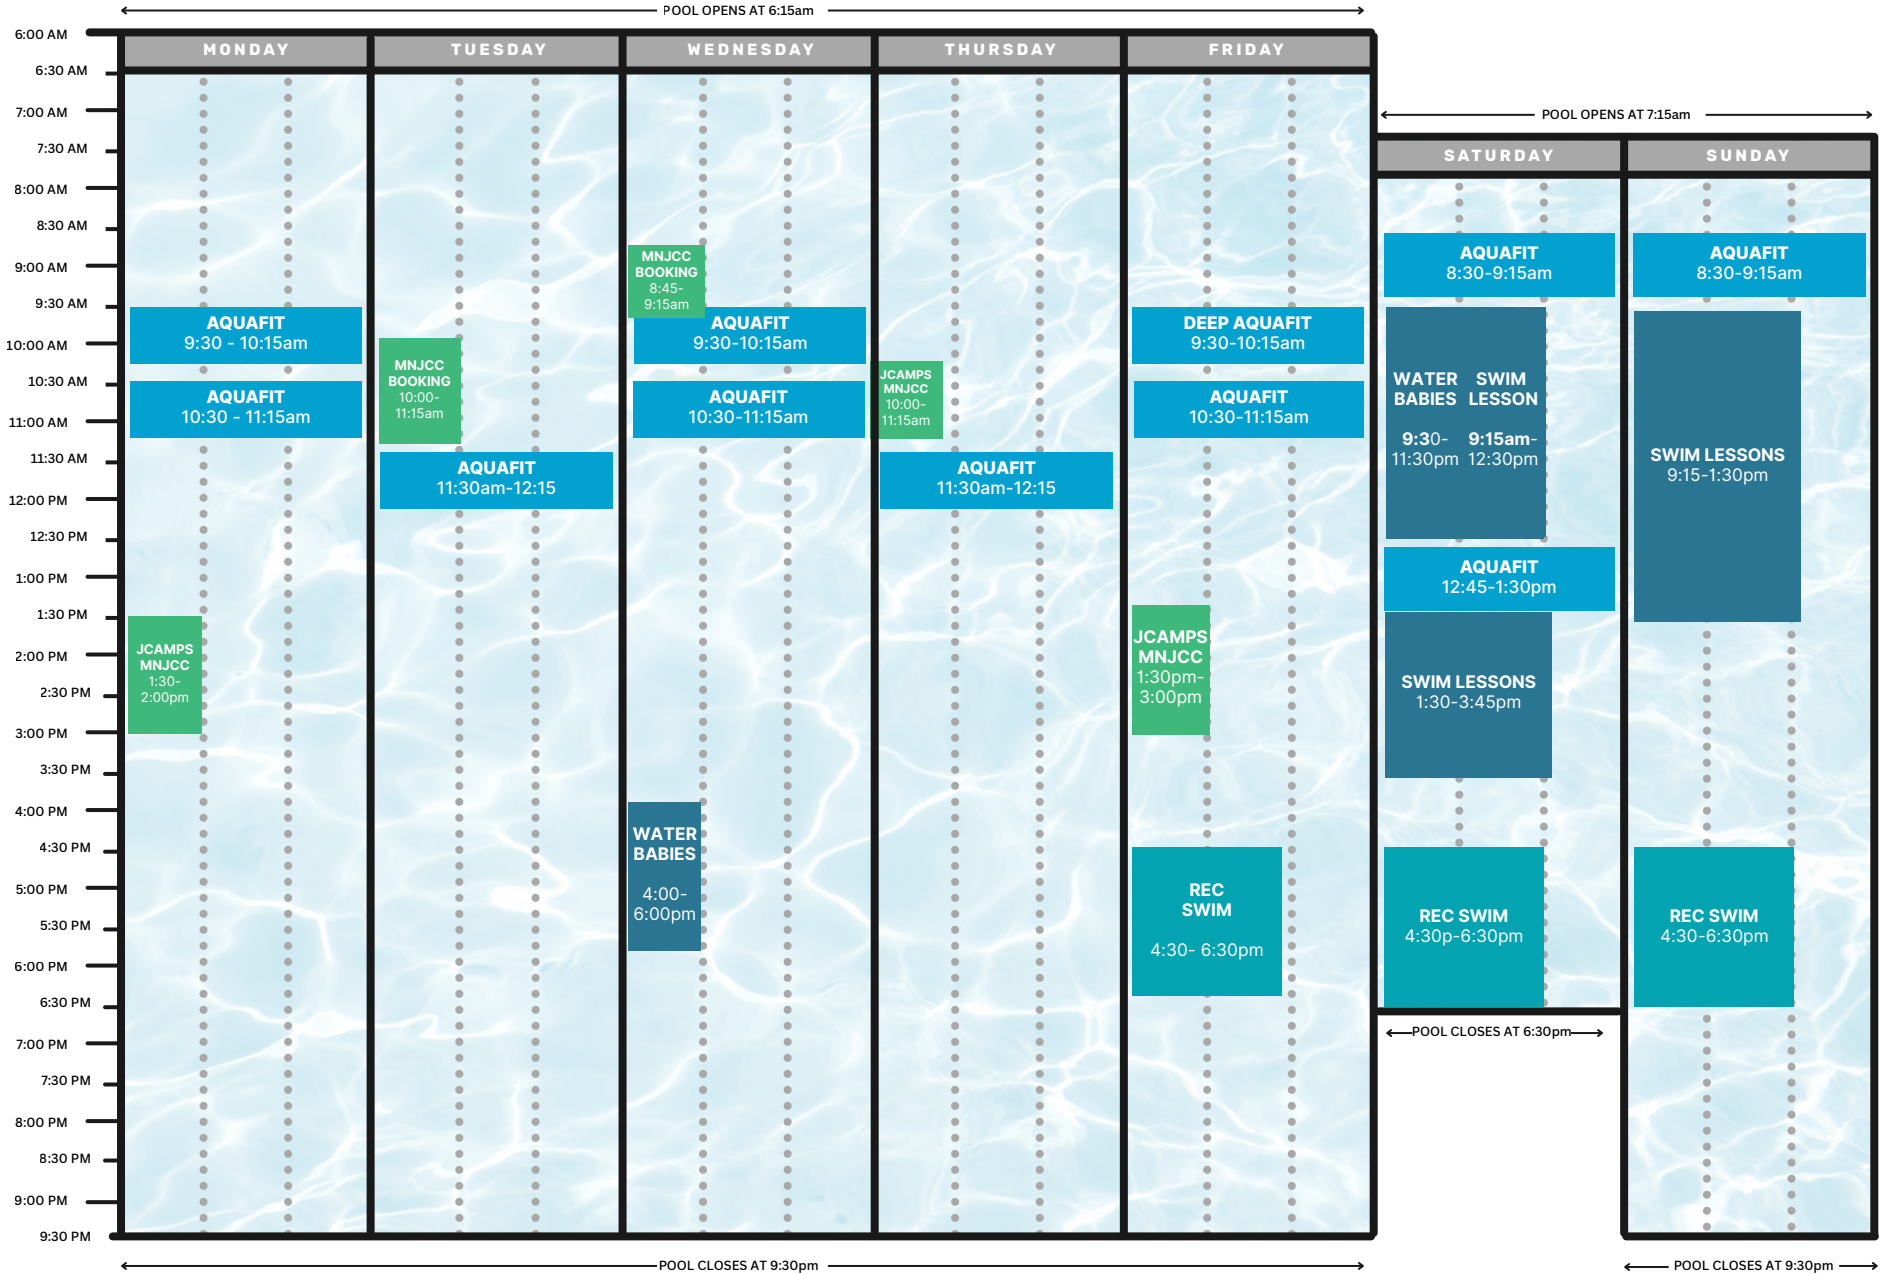 POOL OPENS AT 6:15am
6:00 AM
6:30 AM
7:00 AM
7:30 AM
8:00 AM
8:30 AM
9:00 AM
9:30 AM
10:00 AM
10:30 AM
11:00 AM
11:30 AM
12:00 PM
12:30 PM
1:00 PM
1:30 PM
2:00 PM
2:30 PM
3:00 PM
3:30 PM
4:00 PM
4:30 PM
5:00 PM
5:30 PM
6:00 PM
6:30 PM
7:00 PM
7:30 PM
8:00 PM
8:30 PM
9:00 PM
9:30 PM
MONDAY
AQUAFIT
9:30 - 10:15am
AQUAFIT
10:30 - 11:15am
JCAMPS
MNJCC
1:30-
2:00pm
TUESDAY
MNJCC
BOOKING
10:00-
11:15am
AQUAFIT
11:30am-12:15
WEDNESDAY
MNJCC
BOOKING
8:45-
9:15am
AQUAFIT
9:30-10:15am
AQUAFIT
10:30-11:15am
WATER
BABIES
4:00-
6:00pm
THURSDAY
JCAMPS
MNJCC
10:00-
11:15am
AQUAFIT
11:30am-12:15
FRIDAY
DEEP AQUAFIT
9:30-10:15am
AQUAFIT
10:30-11:15am
JCAMPS
MNJCC
1:30pm-
3:00pm
REC
SWIM
4:30- 6:30pm
POOL OPENS AT 7:15am
SATURDAY
AQUAFIT
8:30-9:15am
WATER
BABIES
9:30-
11:30pm
SWIM
LESSON
9:15am-
12:30pm
AQUAFIT
12:45-1:30pm
SWIM LESSONS
1:30-3:45pm
REC SWIM
4:30p-6:30pm
POOL CLOSES AT 6:30pm
SUNDAY
AQUAFIT
8:30-9:15am
SWIM LESSONS
9:15-1:30pm
REC SWIM
4:30-6:30pm
POOL CLOSES AT 9:30pm
POOL CLOSES AT 9:30pm